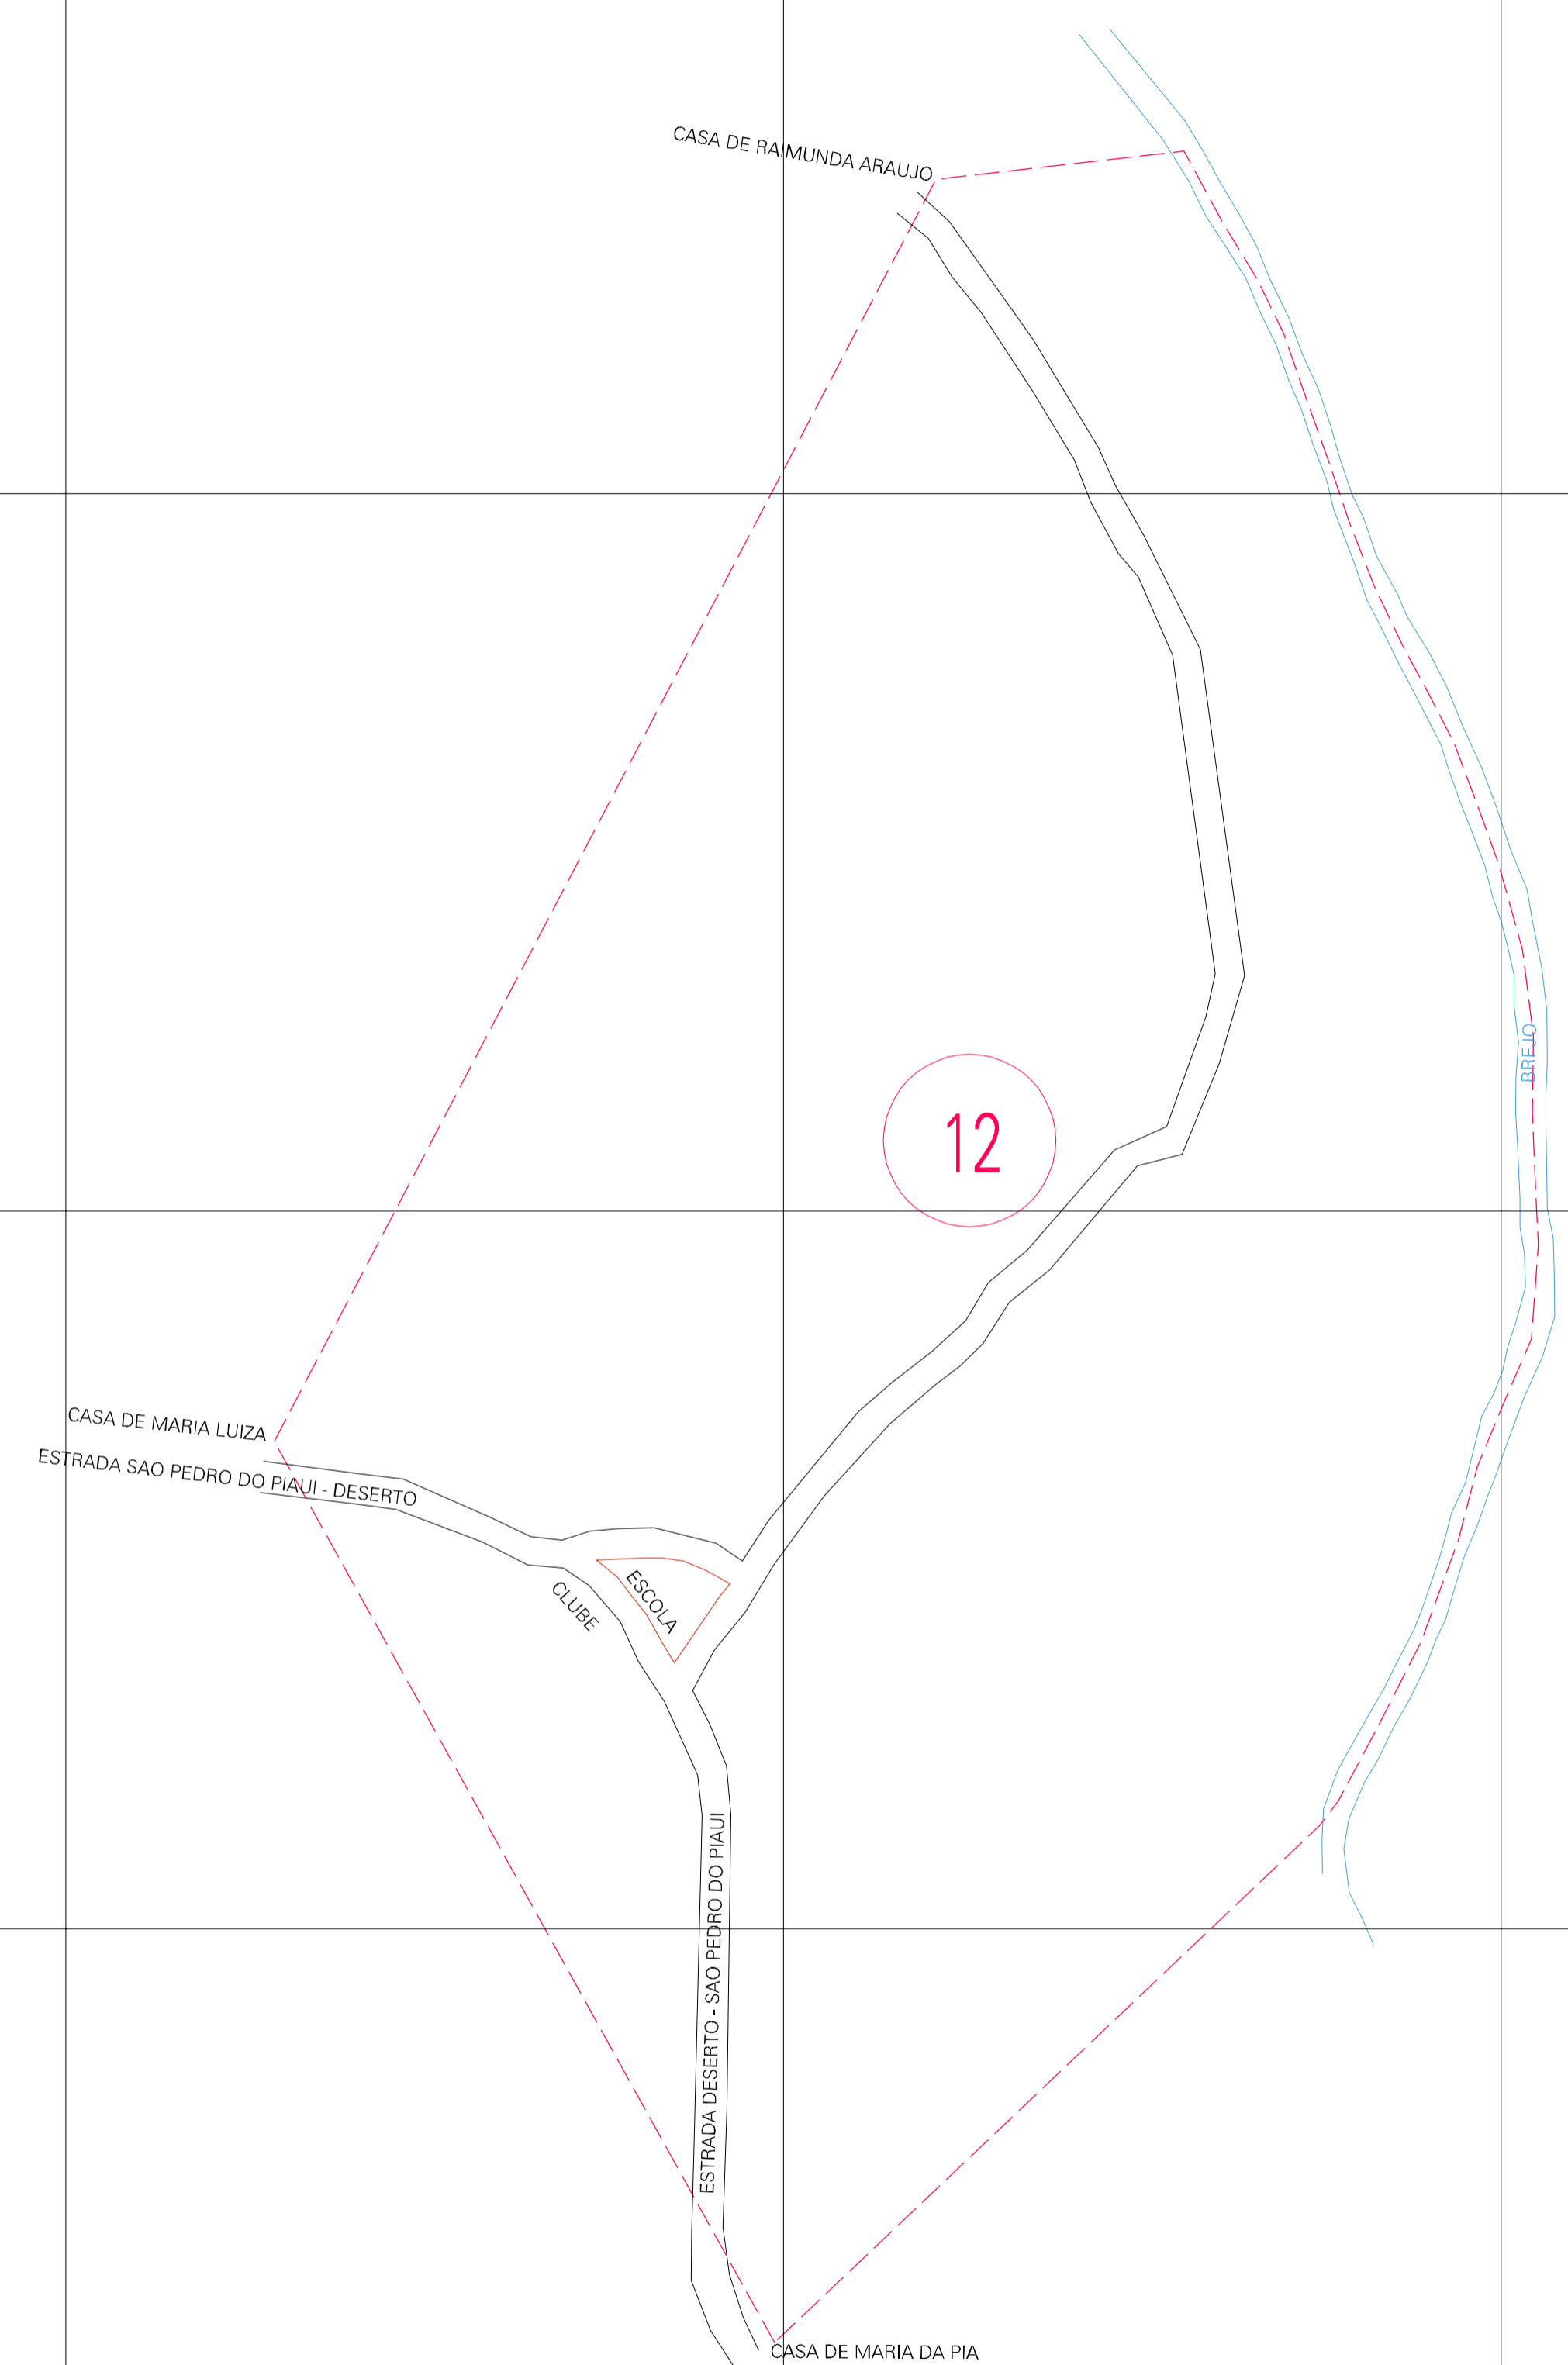 CASA DE RAIMUNDA ARAUJO
BREJO
12
CASA DE MARIA LUIZA
ESTRADA SAO PEDRO DO PIAUI - DESERTO
ESCOLA
CLUBE
ESTRADA DESERTO - SAO PEDRO DO PIAUI
CASA DE MARIA DA PIA